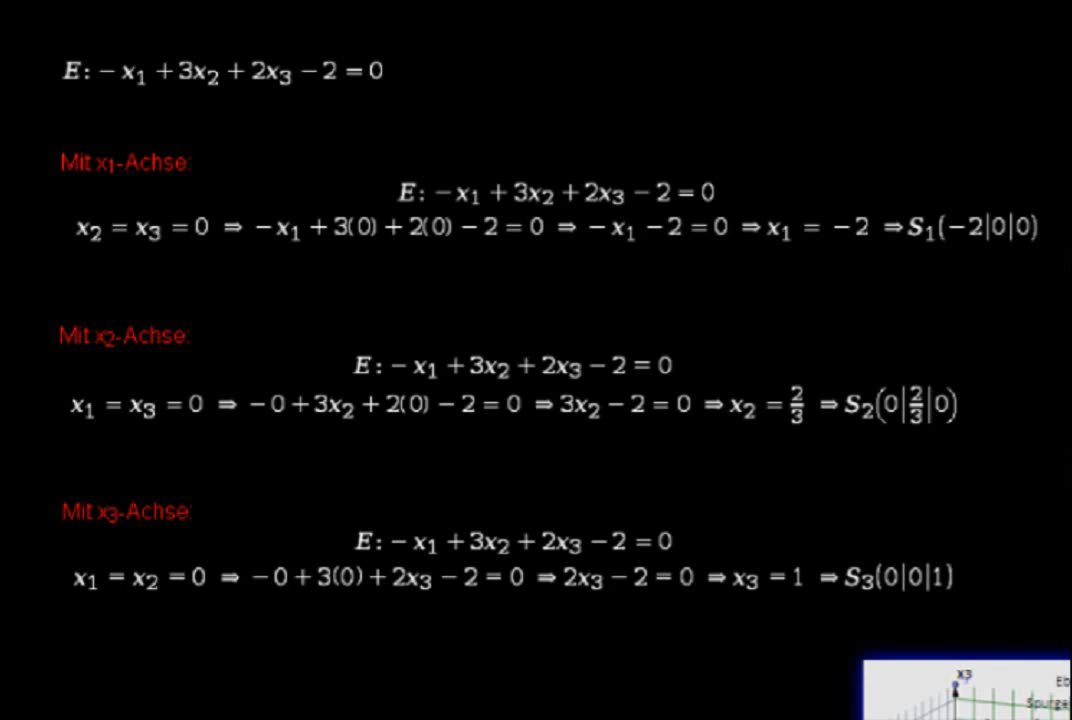 E: − x₁ + 3x₂ + 2x₃ − 2 = 0
Mit x₁-Achse:
E: −x₁ + 3x₂ + 2x₃ − 2 = 0
x₂ = x₃ = 0 ⇒ −x₁ + 3(0) + 2(0) − 2 = 0 ⇒ −x₁ − 2 = 0 ⇒ x₁ = −2 ⇒ S₁(−2|0|0)
Mit x₂-Achse:
E: − x₁ + 3x₂ + 2x₃ − 2 = 0
x₁ = x₃ = 0 ⇒ −0 + 3x₂ + 2(0) − 2 = 0 ⇒ 3x₂ − 2 = 0 ⇒ x₂ = 2/3 ⇒ S₂(0|2/3|0)
Mit x₃-Achse:
E: − x₁ + 3x₂ + 2x₃ − 2 = 0
x₁ = x₂ = 0 ⇒ −0 + 3(0) + 2x₃ − 2 = 0 ⇒ 2x₃ − 2 = 0 ⇒ x₃ = 1 ⇒ S₃(0|0|1)
x3